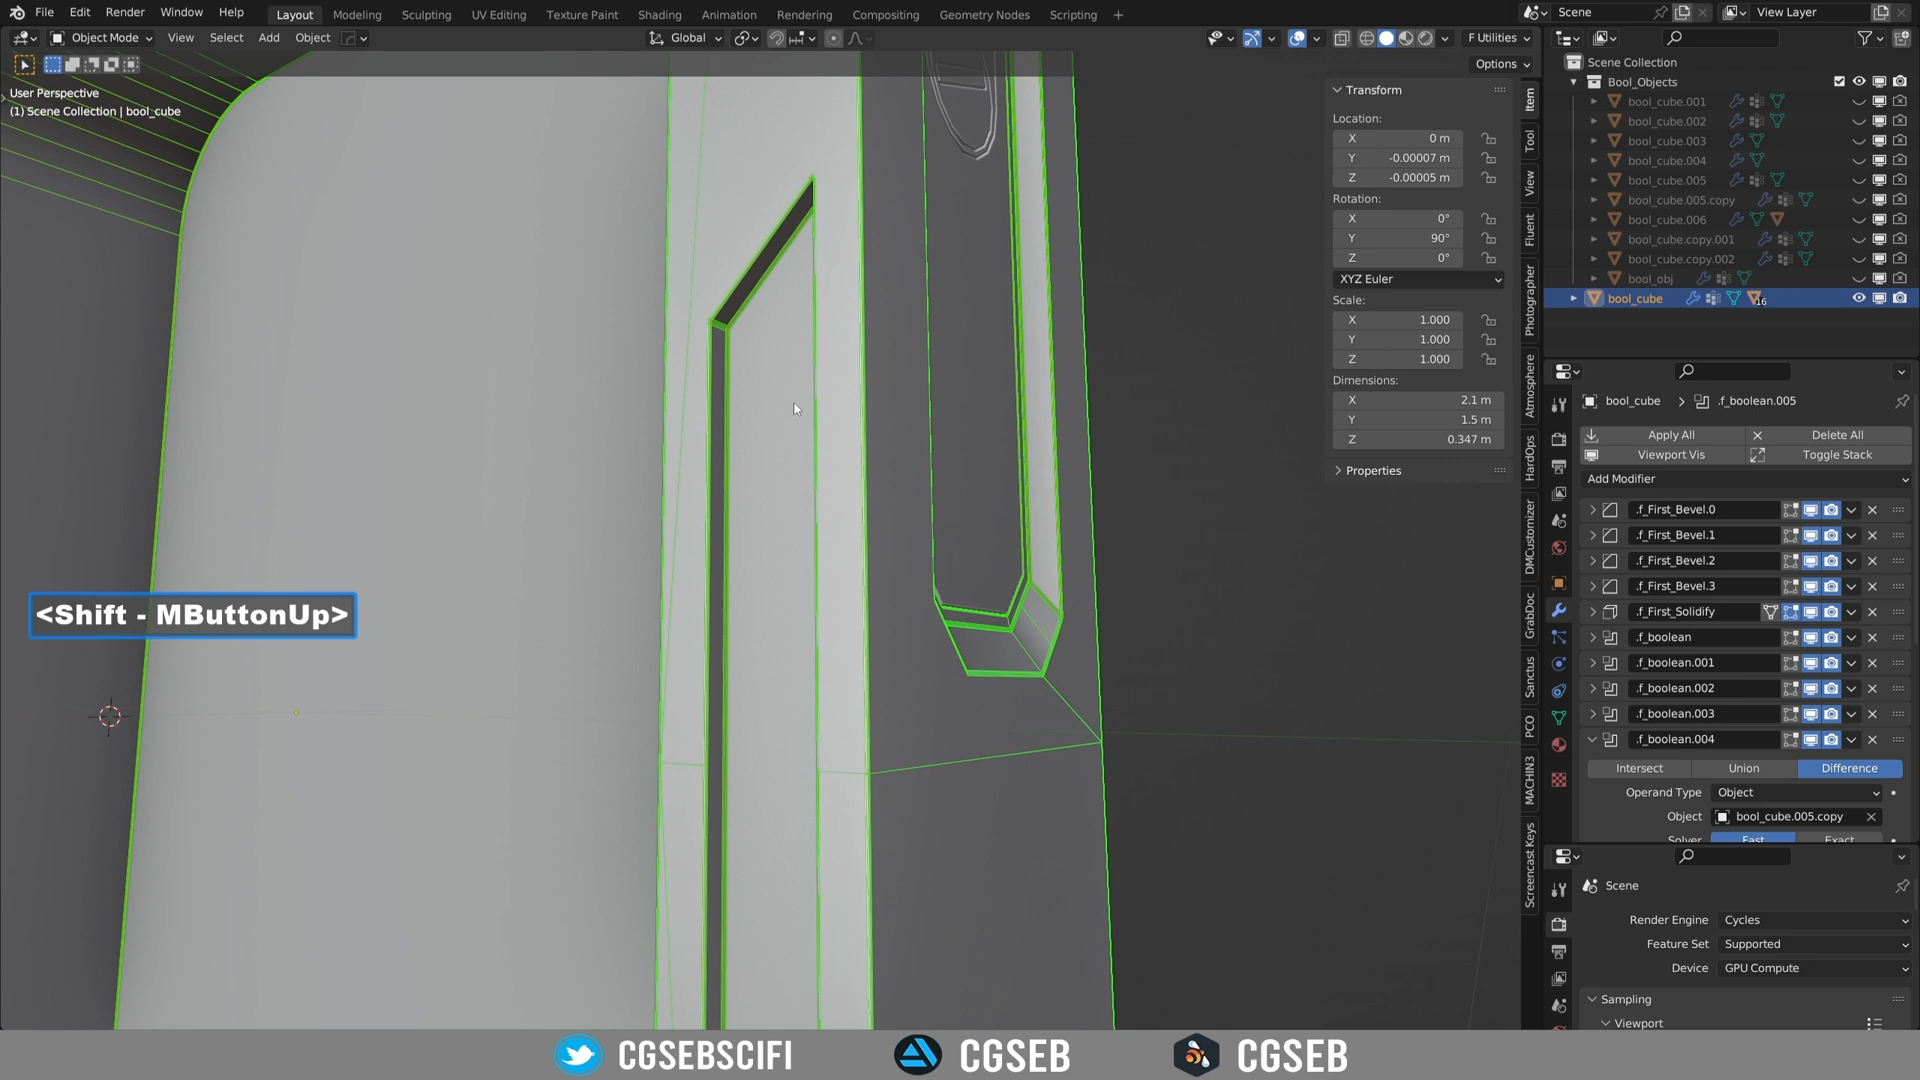 File Edit Render Window Help Layout Modeling Sculpting UV Editing Texture Paint Shading Animation Rendering Compositing Geometry Nodes Scripting + Scene View Layer
Object Mode View Select Add Object Global F Utilities
Options
User Perspective
(1) Scene Collection | bool_cube
Transform
Location:
X 0 m
Y -0.00007 m
Z -0.00005 m
Rotation:
X 0°
Y 90°
Z 0°
XYZ Euler
Scale:
X 1.000
Y 1.000
Z 1.000
Dimensions:
X 2.1 m
Y 1.5 m
Z 0.347 m
Properties
Item
Tool
View
Fluent
Photographer
Atmosphere
HardOps
DMCustomizer
GrabDoc
Sanctus
PCO
MACHIN3
Screencast Keys
Scene Collection
Bool_Objects
bool_cube.001
bool_cube.002
bool_cube.003
bool_cube.004
bool_cube.005
bool_cube.005.copy
bool_cube.006
bool_cube.copy.001
bool_cube.copy.002
bool_obj
bool_cube 16
bool_cube > .f_boolean.005
Apply All Delete All
Viewport Vis Toggle Stack
Add Modifier
.f_First_Bevel.0
.f_First_Bevel.1
.f_First_Bevel.2
.f_First_Bevel.3
.f_First_Solidify
.f_boolean
.f_boolean.001
.f_boolean.002
.f_boolean.003
.f_boolean.004
Intersect Union Difference
Operand Type Object
Object bool_cube.005.copy
Solver Fast Exact
Scene
Render Engine Cycles
Feature Set Supported
Device GPU Compute
Sampling
Viewport
<Shift - MButtonUp>
CGSEBSCIFI CGSEB CGSEB